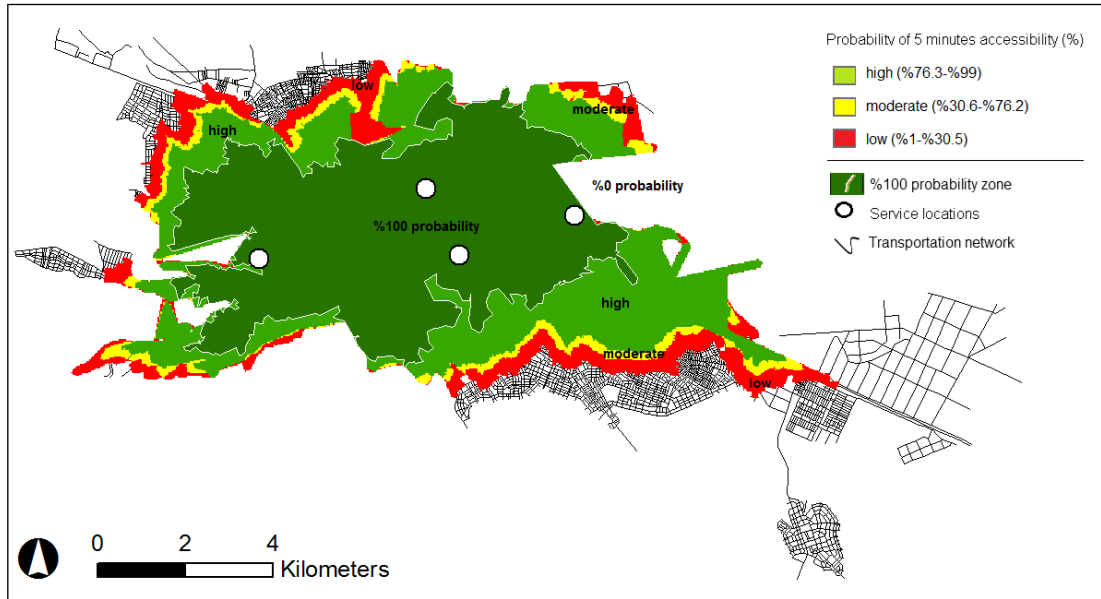 Probability of 5 minutes accessibility (%)
high (%76.3-%99)
moderate (%30.6-%76.2)
low (%1-%30.5)
%100 probability zone
Service locations
Transportation network
low
high
moderate
%0 probability
%100 probability
high
moderate
low
0 2 4
Kilometers